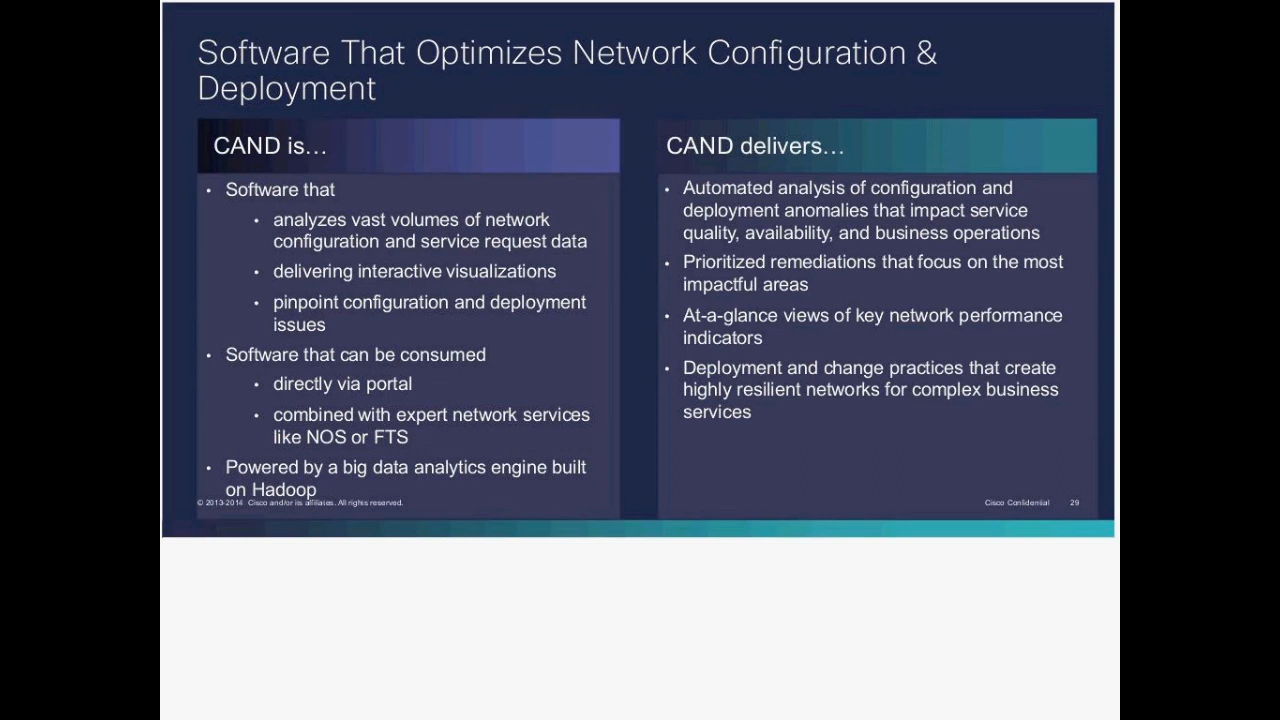 Software That Optimizes Network Configuration &
Deployment
CAND is…
• Software that
• analyzes vast volumes of network
configuration and service request data
• delivering interactive visualizations
• pinpoint configuration and deployment
issues
• Software that can be consumed
• directly via portal
• combined with expert network services
like NOS or FTS
• Powered by a big data analytics engine built
on Hadoop
CAND delivers…
• Automated analysis of configuration and
deployment anomalies that impact service
quality, availability, and business operations
• Prioritized remediations that focus on the most
impactful areas
• At-a-glance views of key network performance
indicators
• Deployment and change practices that create
highly resilient networks for complex business
services
© 2013-2014 Cisco and/or its affiliates. All rights reserved.
Cisco Confidential 29